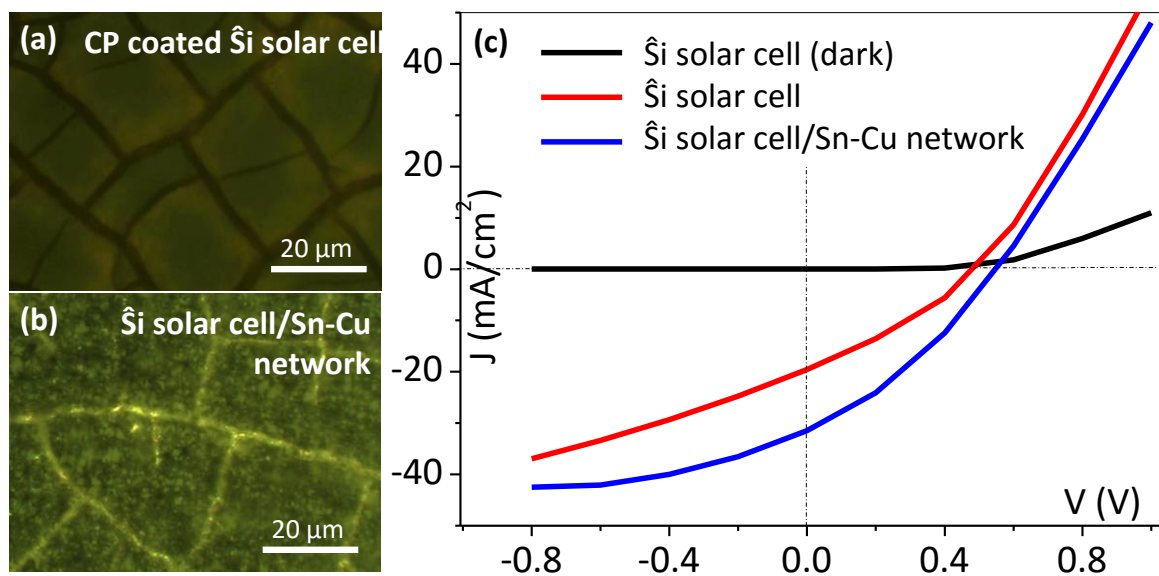 (a)
CP coated Ŝi solar cell
20 µm
(b)
Ŝi solar cell/Sn-Cu
network
20 µm
(c)
Ŝi solar cell (dark)
Ŝi solar cell
Ŝi solar cell/Sn-Cu network
J (mA/cm²)
40
20
0
-20
-40
V (V)
-0.8
-0.4
0.0
0.4
0.8